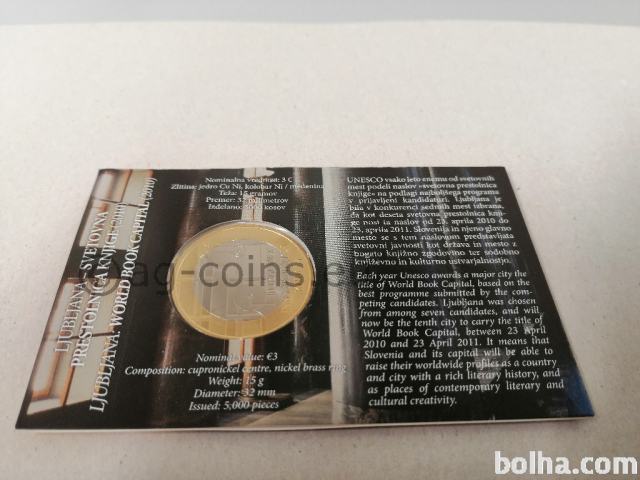 LJUBLJANA - SVETOVNA
PRESTOLNICA KNJIGE (2010)
LJUBLJANA: WORLD BOOK CAPITAL (2010)
Nominalna vrednost: 3 €
Zlitina: jedro Cu Ni, kolobar Ni / medenina
Teža: 15 gramov
Premer: 32 milimetrov
Izdelano: 5000 kosov
@ag-coins.e
Nominal value: €3
Composition: cupronickel centre, nickel brass ring
Weight: 15 g
Diameter: 32 mm
Issued: 5,000 pieces
UNESCO vsako leto enemu od svetovnih
mest podeli naslov »svetovna prestolnica
knjige« na podlagi najboljšega programa
v prijavljeni kandidaturi. Ljubljana je
bila v konkurenci sedmih mest izbrana,
da kot deseta svetovna prestolnica knji-
ge nosi ta naslov od 23. aprila 2010 do
23. aprila 2011. Slovenija in njeno glavno
mesto se s tem naslovom predstavljata
svetovni javnosti kot država in mesto z
bogato knjižno zgodovino ter sodobno
književno in kulturno ustvarjalnostjo.
Each year Unesco awards a major city the
title of World Book Capital, based on the
best programme submitted by the com-
peting candidates. Ljubljana was chosen
from among seven candidates, and will
now be the tenth city to carry the title of
World Book Capital, between 23 April
2010 and 23 April 2011. It means that
Slovenia and its capital will be able to
raise their worldwide profiles as a country
and city with a rich literary history, and
as places of contemporary literary and
cultural creativity.
bolha.com